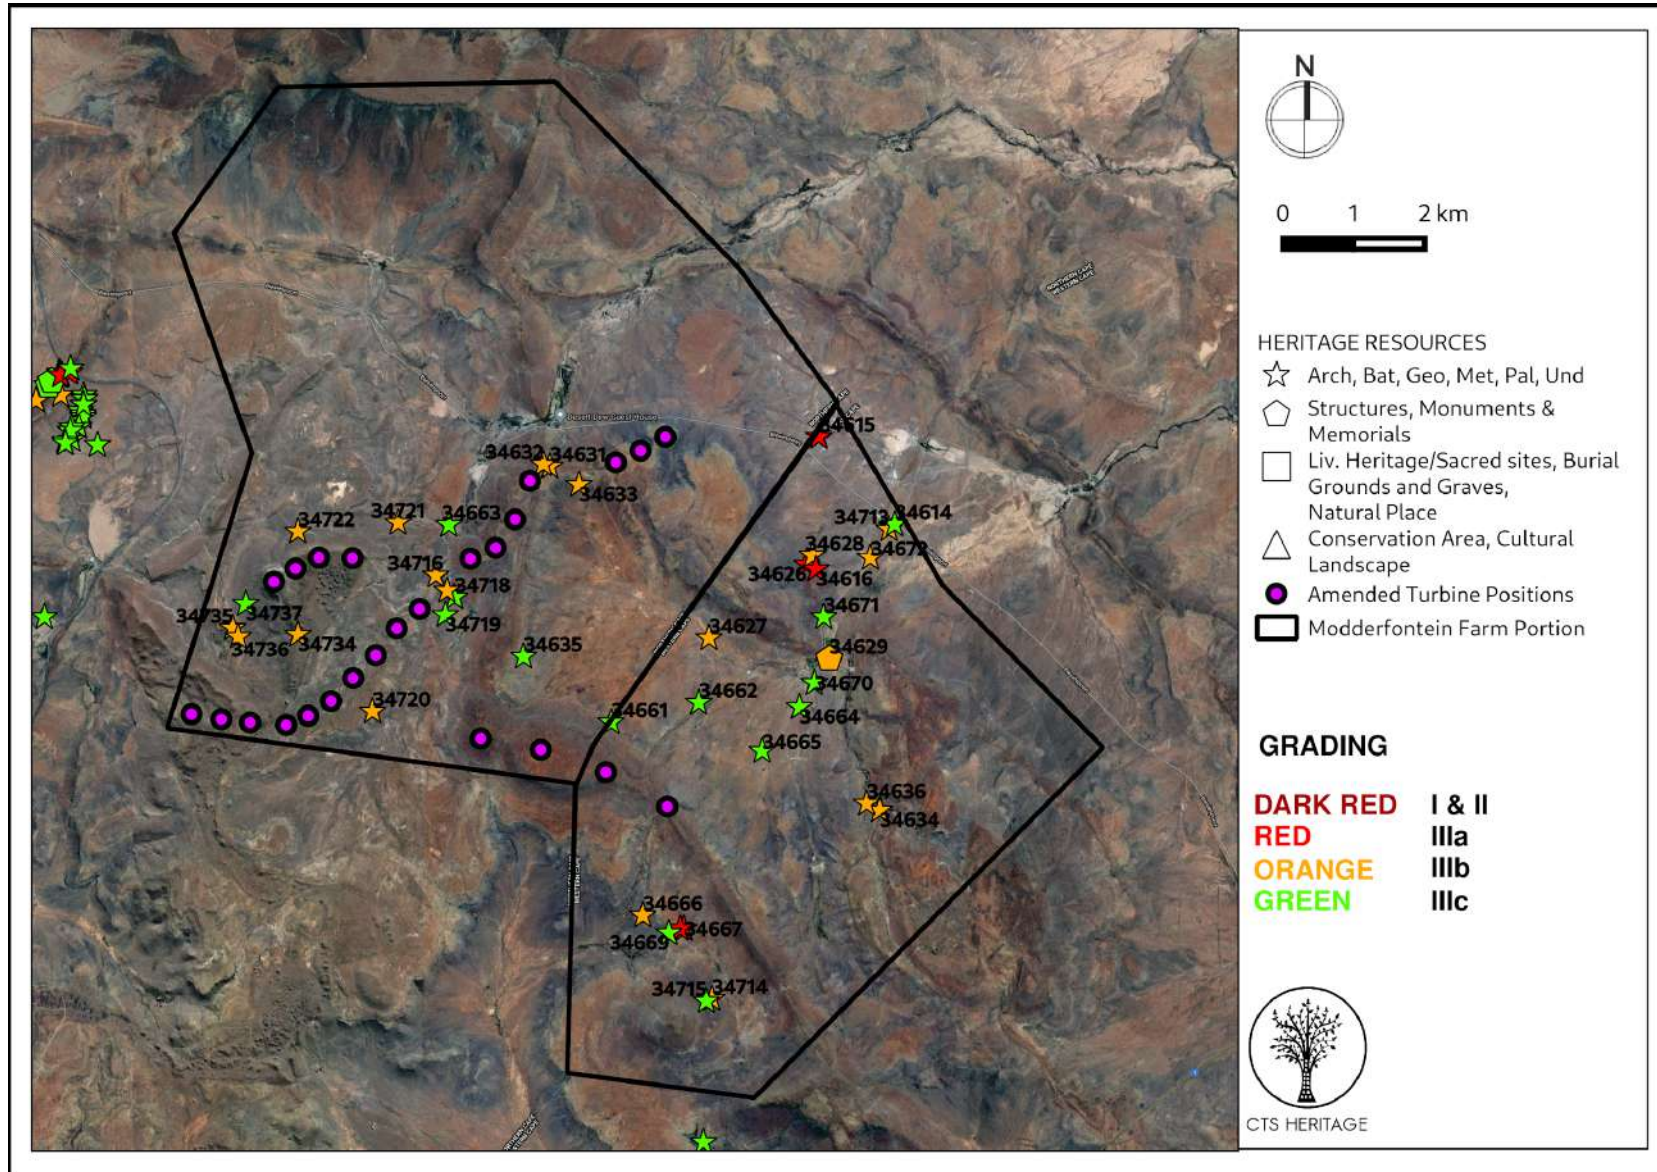 N
0 1 2 km
HERITAGE RESOURCES
Arch, Bat, Geo, Met, Pal, Und
Structures, Monuments &
Memorials
Liv. Heritage/Sacred sites, Burial
Grounds and Graves,
Natural Place
Conservation Area, Cultural
Landscape
Amended Turbine Positions
Modderfontein Farm Portion
GRADING
DARK RED I & II
RED IIIa
ORANGE IIIb
GREEN IIIc
CTS HERITAGE
NORTHERN CAPE
WESTERN CAPE
34615
34632
34631
34633
34722
34721
34663
34713
34614
34628
34672
34626
34616
34716
34718
34719
34671
34735
34737
34736
34734
34627
34635
34629
34670
34662
34664
34720
34661
34665
34636
34634
34666
34667
34669
34715
34714